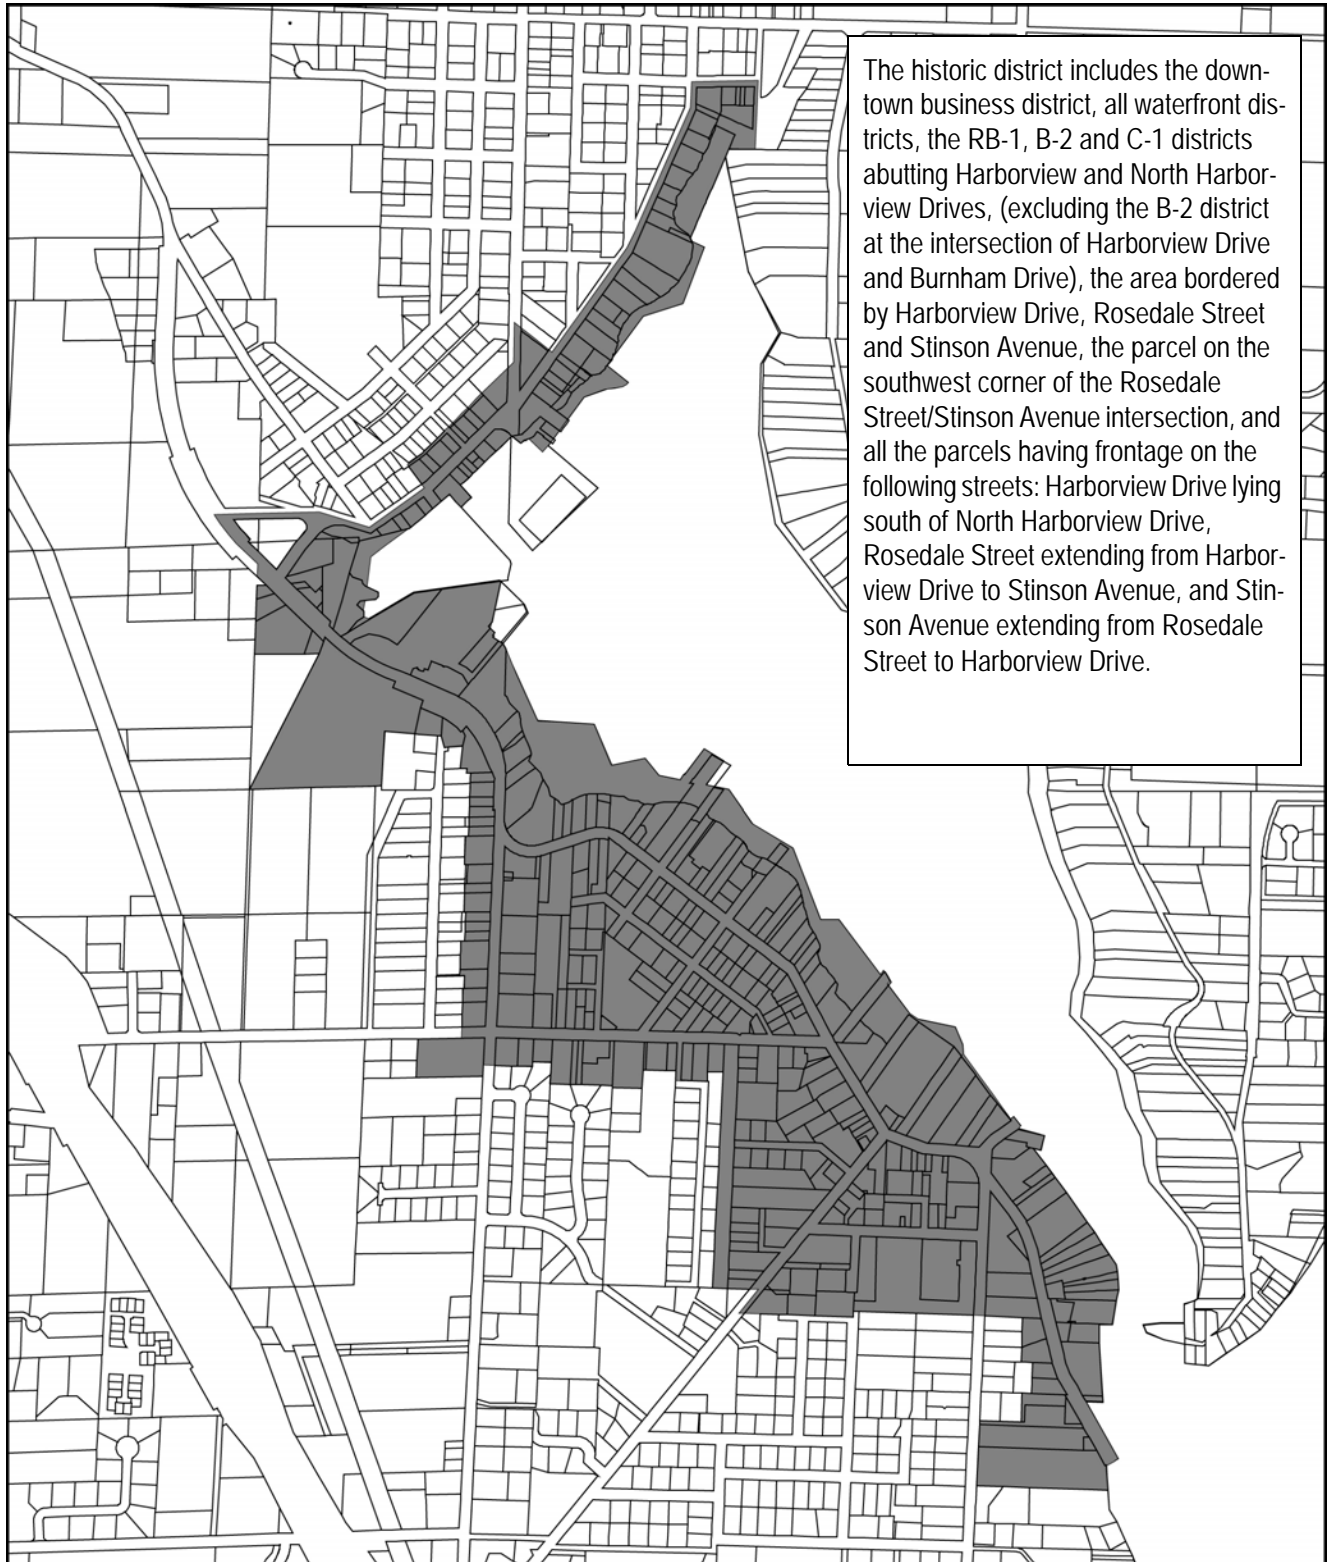 The historic district includes the down-
town business district, all waterfront dis-
tricts, the RB-1, B-2 and C-1 districts
abutting Harborview and North Harbor-
view Drives, (excluding the B-2 district
at the intersection of Harborview Drive
and Burnham Drive), the area bordered
by Harborview Drive, Rosedale Street
and Stinson Avenue, the parcel on the
southwest corner of the Rosedale
Street/Stinson Avenue intersection, and
all the parcels having frontage on the
following streets: Harborview Drive lying
south of North Harborview Drive,
Rosedale Street extending from Harbor-
view Drive to Stinson Avenue, and Stin-
son Avenue extending from Rosedale
Street to Harborview Drive.